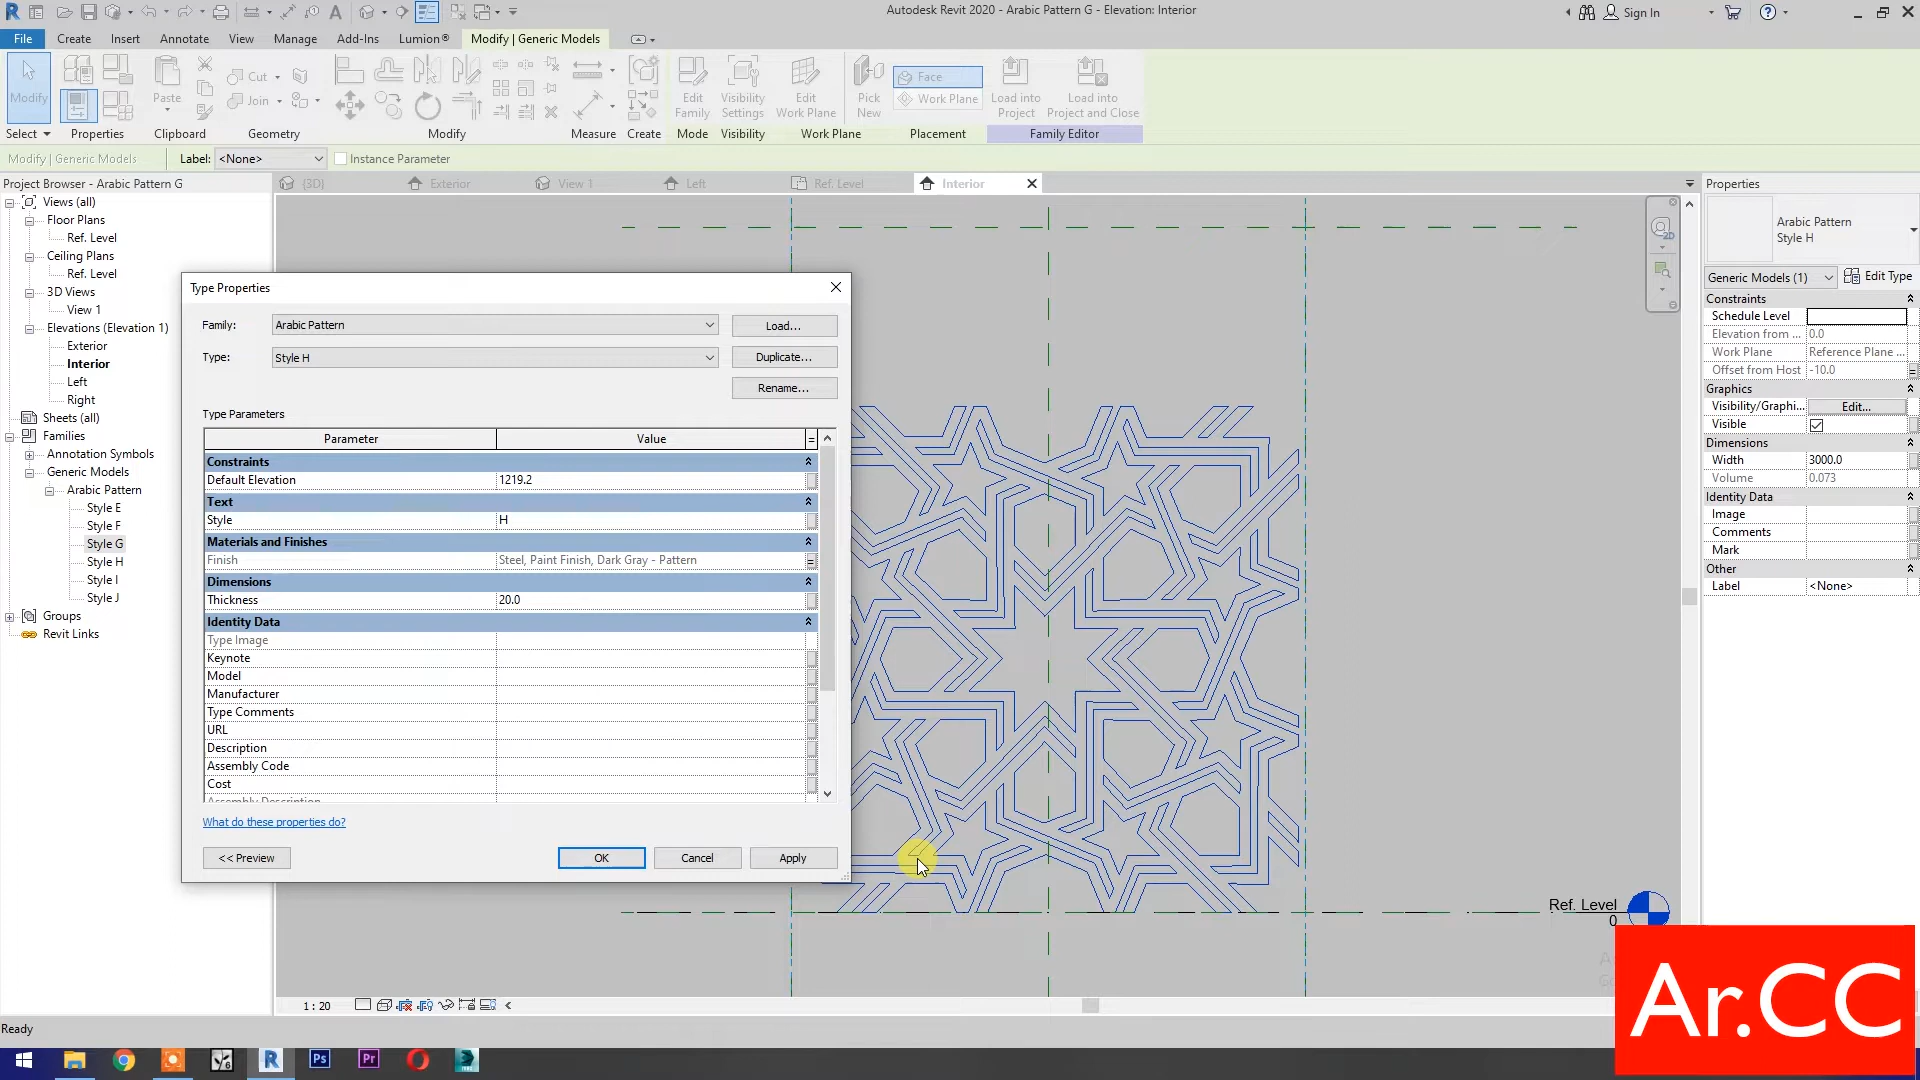 Autodesk Revit 2020 - Arabic Pattern G - Elevation: Interior
Sign In
File Create Insert Annotate View Manage Add-Ins Lumion® Modify | Generic Models
Modify Paste Cut Join Edit Family Visibility Settings Edit Work Plane Pick New Face Work Plane Load into Project Load into Project and Close
Select Properties Clipboard Geometry Modify Measure Create Mode Visibility Work Plane Placement Family Editor
Modify | Generic Models Label: <None> Instance Parameter
Project Browser - Arabic Pattern G
{3D} Exterior View 1 Left Ref. Level Interior
Views (all)
Floor Plans
Ref. Level
Ceiling Plans
Ref. Level
3D Views
View 1
Elevations (Elevation 1)
Exterior
Interior
Left
Right
Sheets (all)
Families
Annotation Symbols
Generic Models
Arabic Pattern
Style E
Style F
Style G
Style H
Style I
Style J
Groups
Revit Links
Type Properties
Family: Arabic Pattern Load...
Type: Style H Duplicate...
Rename...
Type Parameters
Parameter Value =
Constraints
Default Elevation 1219.2
Text
Style H
Materials and Finishes
Finish Steel, Paint Finish, Dark Gray - Pattern =
Dimensions
Thickness 20.0
Identity Data
Type Image
Keynote
Model
Manufacturer
Type Comments
URL
Description
Assembly Code
Cost
Assembly Description
What do these properties do?
<< Preview OK Cancel Apply
2D
Ref. Level
0
Properties
Arabic Pattern
Style H
Generic Models (1) Edit Type
Constraints
Schedule Level
Elevation from ... 0.0
Work Plane Reference Plane ...
Offset from Host -10.0 =
Graphics
Visibility/Graphi... Edit...
Visible
Dimensions
Width 3000.0
Volume 0.073
Identity Data
Image
Comments
Mark
Other
Label <None>
1 : 20
Ready
Ps Pr
Ar.CC